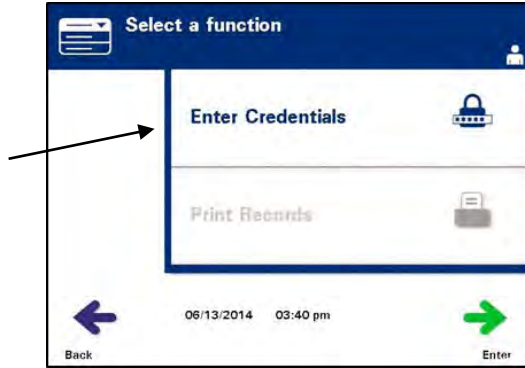 Select a function
Enter Credentials
Print Records
06/13/2014 03:40 pm
Back
Enter